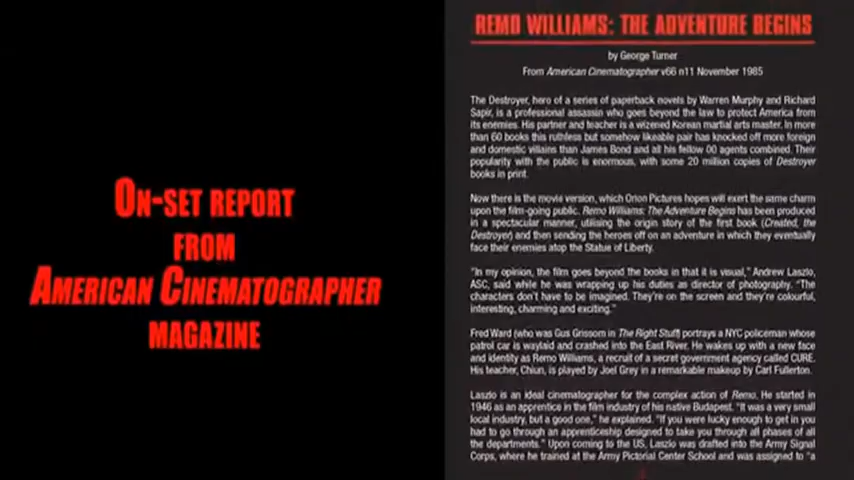 ON-SET REPORT
FROM
AMERICAN CINEMATOGRAPHER
MAGAZINE
REMO WILLIAMS: THE ADVENTURE BEGINS
by George Turner
From American Cinematographer v66 n11 November 1985
The Destroyer, hero of a series of paperback novels by Warren Murphy and Richard
Sapir, is a professional assassin who goes beyond the law to protect America from
its enemies. His partner and teacher is a wizened Korean martial arts master. In more
than 60 books this ruthless but somehow likeable pair has knocked off more foreign
and domestic villains than James Bond and all his fellow 00 agents combined. Their
popularity with the public is enormous, with some 20 million copies of Destroyer
books in print.
Now there is the movie version, which Orion Pictures hopes will exert the same charm
upon the film-going public. Remo Williams: The Adventure Begins has been produced
in a spectacular manner, utilising the origin story of the first book (Created, the
Destroyer) and then sending the heroes off on an adventure in which they eventually
face their enemies atop the Statue of Liberty.
"In my opinion, the film goes beyond the books in that it is visual," Andrew Laszlo,
ASC, said while he was wrapping up his duties as director of photography. "The
characters don't have to be imagined. They're on the screen and they're colourful,
interesting, charming and exciting."
Fred Ward (who was Gus Grissom in The Right Stuff) portrays a NYC policeman whose
patrol car is waylaid and crashed into the East River. He wakes up with a new face
and identity as Remo Williams, a recruit of a secret government agency called CURE.
His teacher, Chiun, is played by Joel Grey in a remarkable makeup by Carl Fullerton.
Laszlo is an ideal cinematographer for the complex action of Remo. He started in
1946 as an apprentice in the film industry of his native Budapest. "It was a very small
local industry, but a good one," he explained. "If you were lucky enough to get in you
had to go through an apprenticeship designed to take you through all phases of all
the departments." Upon coming to the US, Laszlo was drafted into the Army Signal
Corps, where he trained at the Army Pictorial Center School and was assigned to "a